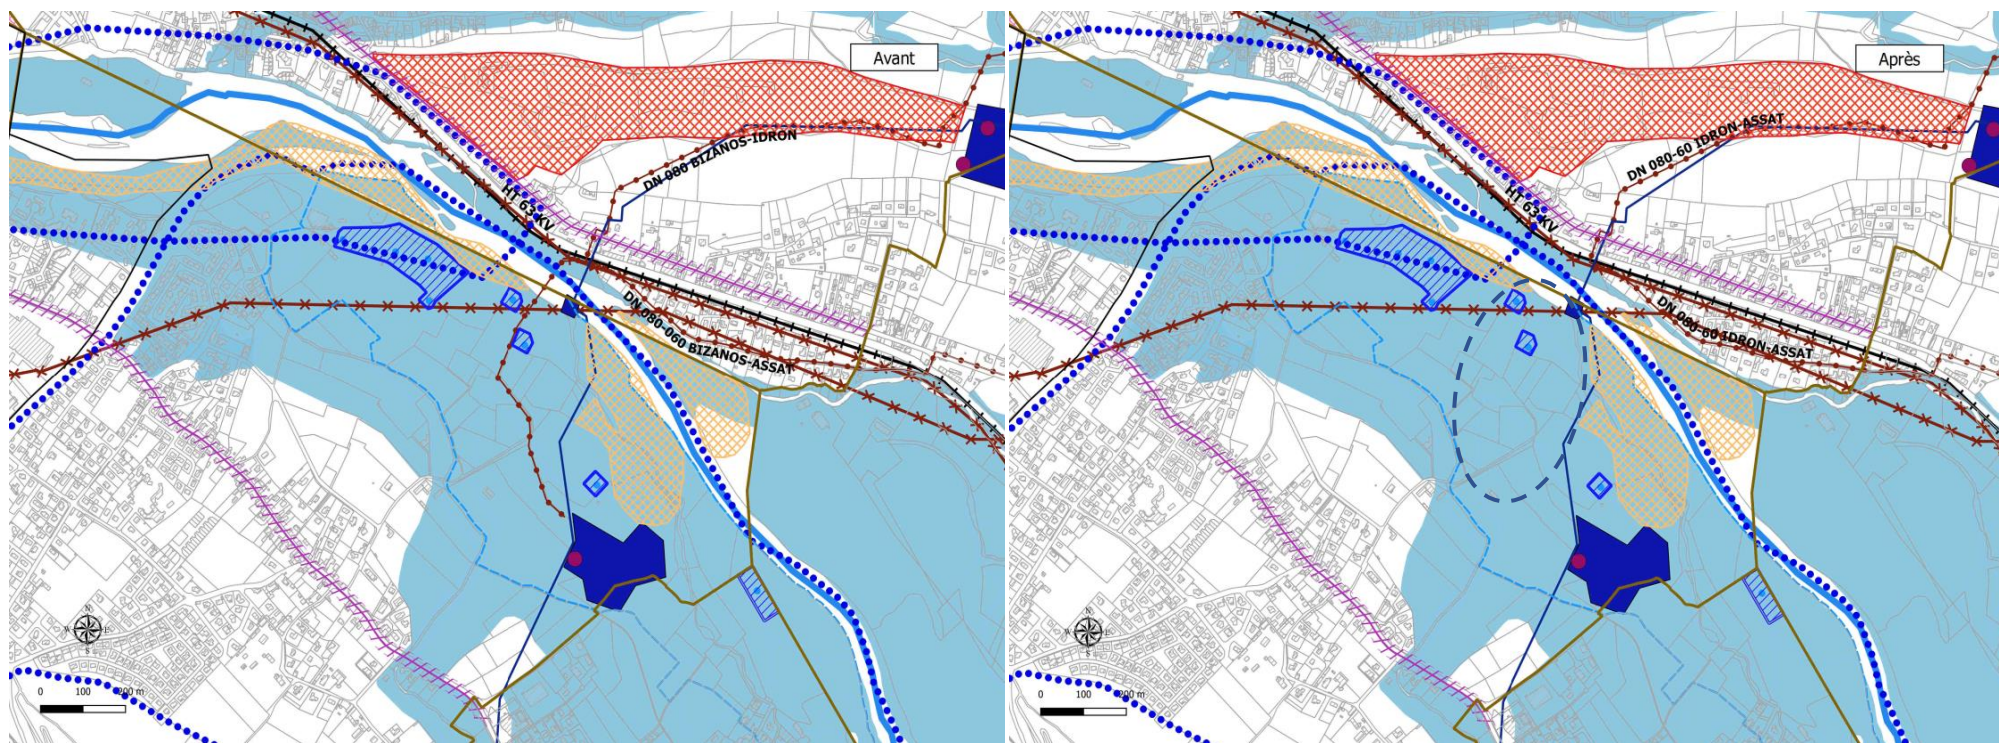 Avant
DN 080 BIZANOS-IDRON
HT 63 KV
DN 080-060 BIZANOS-ASSAT
N
W E
S
0 100 200 m
Après
DN 080-60 IDRON-ASSAT
HT 63 KV
DN 080-60 IDRON-ASSAT
N
W E
S
0 100 200 m